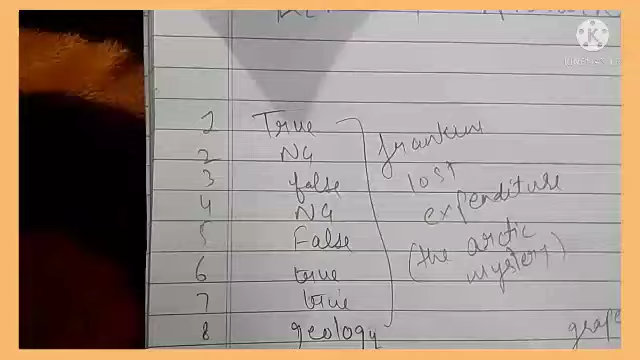 1 True
2 NG
3 false
4 NG
5 False
6 true
7 true
8 geology
lost
expenditure
(the arctic
mystery)
KINEMASTER